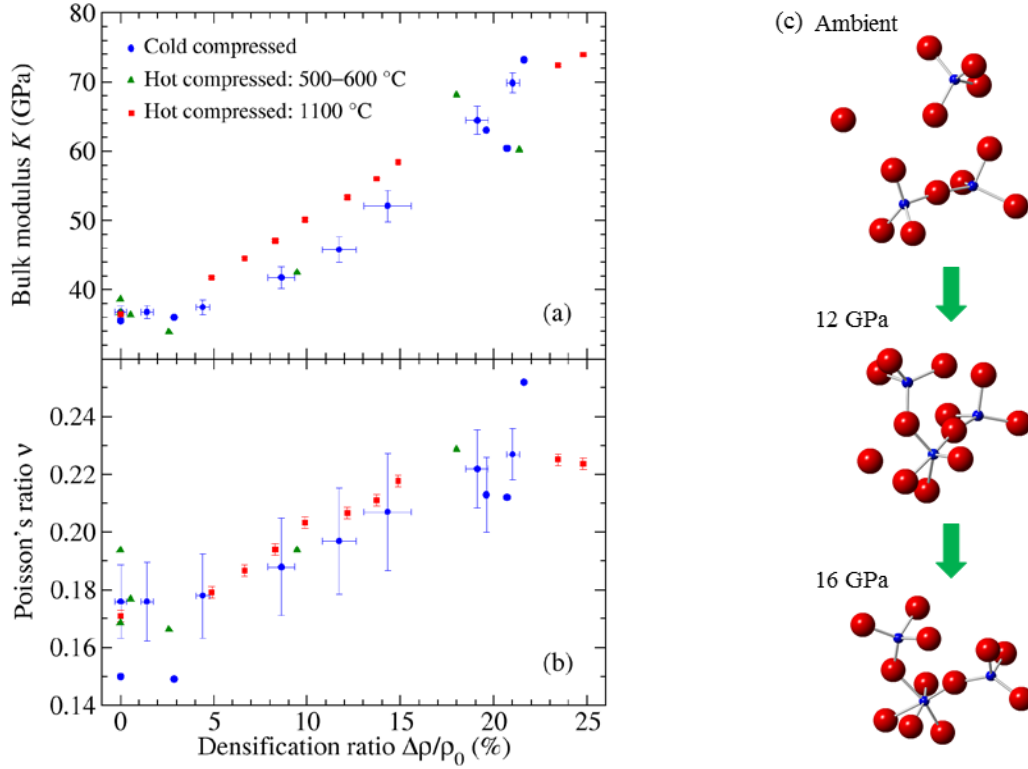 80
70
60
50
40
Bulk modulus K (GPa)
Cold compressed
Hot compressed: 500–600 °C
Hot compressed: 1100 °C
(a)
0.24
0.22
0.20
0.18
0.16
0.14
Poisson's ratio ν
(b)
0 5 10 15 20 25
Densification ratio Δρ/ρ0 (%)
(c) Ambient
12 GPa
16 GPa